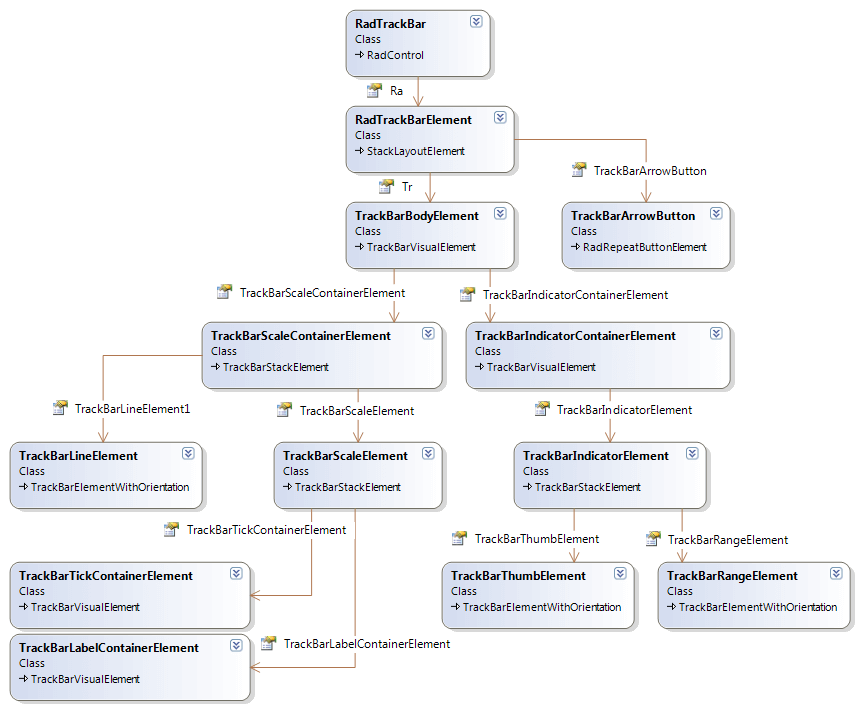 RadTrackBar
Class
RadControl
Ra
RadTrackBarElement
Class
StackLayoutElement
TrackBarArrowButton
Tr
TrackBarBodyElement
Class
TrackBarVisualElement
TrackBarArrowButton
Class
RadRepeatButtonElement
TrackBarScaleContainerElement
TrackBarIndicatorContainerElement
TrackBarScaleContainerElement
Class
TrackBarStackElement
TrackBarIndicatorContainerElement
Class
TrackBarVisualElement
TrackBarLineElement1
TrackBarScaleElement
TrackBarIndicatorElement
TrackBarLineElement
Class
TrackBarElementWithOrientation
TrackBarScaleElement
Class
TrackBarStackElement
TrackBarIndicatorElement
Class
TrackBarStackElement
TrackBarTickContainerElement
TrackBarThumbElement
TrackBarRangeElement
TrackBarTickContainerElement
Class
TrackBarVisualElement
TrackBarThumbElement
Class
TrackBarElementWithOrientation
TrackBarRangeElement
Class
TrackBarElementWithOrientation
TrackBarLabelContainerElement
TrackBarLabelContainerElement
Class
TrackBarVisualElement